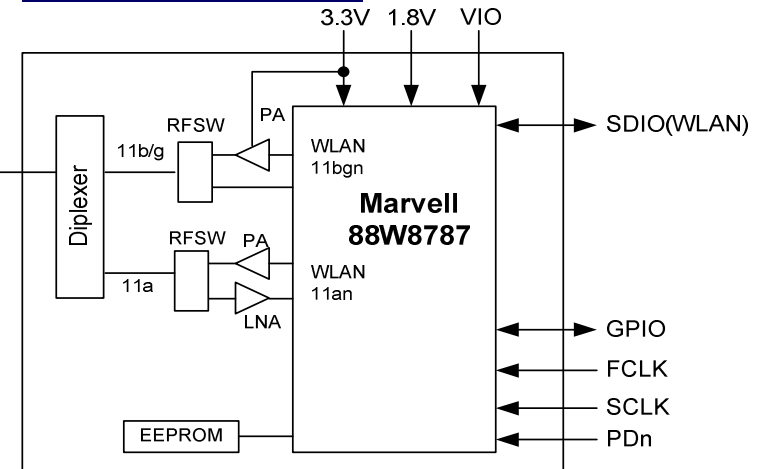 3.3V 1.8V VIO
PA
RFSW
SDIO(WLAN)
11b/g
WLAN
11bgn
Marvell
88W8787
Diplexer
RFSW
PA
WLAN
11an
11a
LNA
GPIO
FCLK
SCLK
EEPROM
PDn